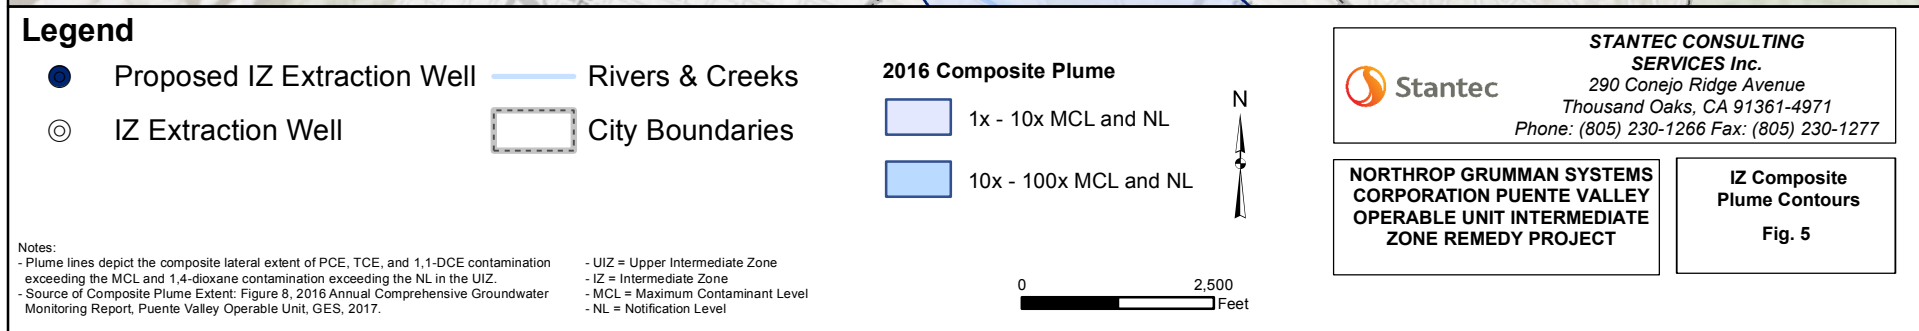 Legend
Proposed IZ Extraction Well
IZ Extraction Well
Rivers & Creeks
City Boundaries
2016 Composite Plume
1x - 10x MCL and NL
10x - 100x MCL and NL
N
Notes:
- Plume lines depict the composite lateral extent of PCE, TCE, and 1,1-DCE contamination
exceeding the MCL and 1,4-dioxane contamination exceeding the NL in the UIZ.
- Source of Composite Plume Extent: Figure 8, 2016 Annual Comprehensive Groundwater
Monitoring Report, Puente Valley Operable Unit, GES, 2017.
- UIZ = Upper Intermediate Zone
- IZ = Intermediate Zone
- MCL = Maximum Contaminant Level
- NL = Notification Level
0 2,500
Feet
Stantec
STANTEC CONSULTING
SERVICES Inc.
290 Conejo Ridge Avenue
Thousand Oaks, CA 91361-4971
Phone: (805) 230-1266 Fax: (805) 230-1277
NORTHROP GRUMMAN SYSTEMS
CORPORATION PUENTE VALLEY
OPERABLE UNIT INTERMEDIATE
ZONE REMEDY PROJECT
IZ Composite
Plume Contours
Fig. 5